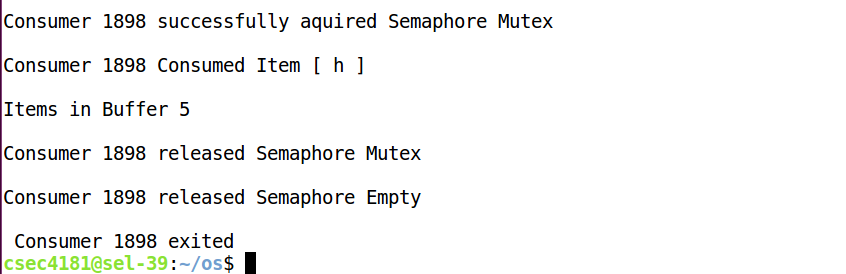 Consumer 1898 successfully aquired Semaphore Mutex
Consumer 1898 Consumed Item [ h ]
Items in Buffer 5
Consumer 1898 released Semaphore Mutex
Consumer 1898 released Semaphore Empty
Consumer 1898 exited
csec4181@sel-39:~/os$